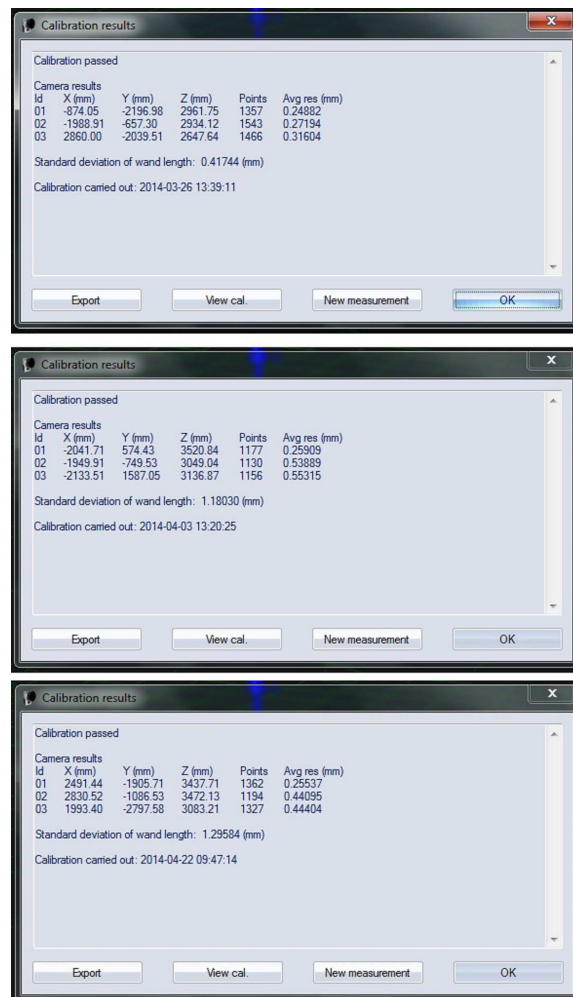 Calibration results
x
Calibration passed
Camera results
Id X (mm) Y (mm) Z (mm) Points Avg res (mm)
01 -874.05 -2196.98 2961.75 1357 0.24882
02 -1988.91 -657.30 2934.12 1543 0.27194
03 2860.00 -2039.51 2647.64 1466 0.31604
Standard deviation of wand length: 0.41744 (mm)
Calibration carried out: 2014-03-26 13:39:11
Export View cal. New measurement OK
Calibration results
x
Calibration passed
Camera results
Id X (mm) Y (mm) Z (mm) Points Avg res (mm)
01 -2041.71 574.43 3520.84 1177 0.25909
02 -1949.91 -749.53 3049.04 1130 0.53889
03 -2133.51 1587.05 3136.87 1156 0.55315
Standard deviation of wand length: 1.18030 (mm)
Calibration carried out: 2014-04-03 13:20:25
Export View cal. New measurement OK
Calibration results
x
Calibration passed
Camera results
Id X (mm) Y (mm) Z (mm) Points Avg res (mm)
01 2491.44 -1905.71 3437.71 1362 0.25537
02 2830.52 -1086.53 3472.13 1194 0.44095
03 1993.40 -2797.58 3083.21 1327 0.44404
Standard deviation of wand length: 1.29584 (mm)
Calibration carried out: 2014-04-22 09:47:14
Export View cal. New measurement OK